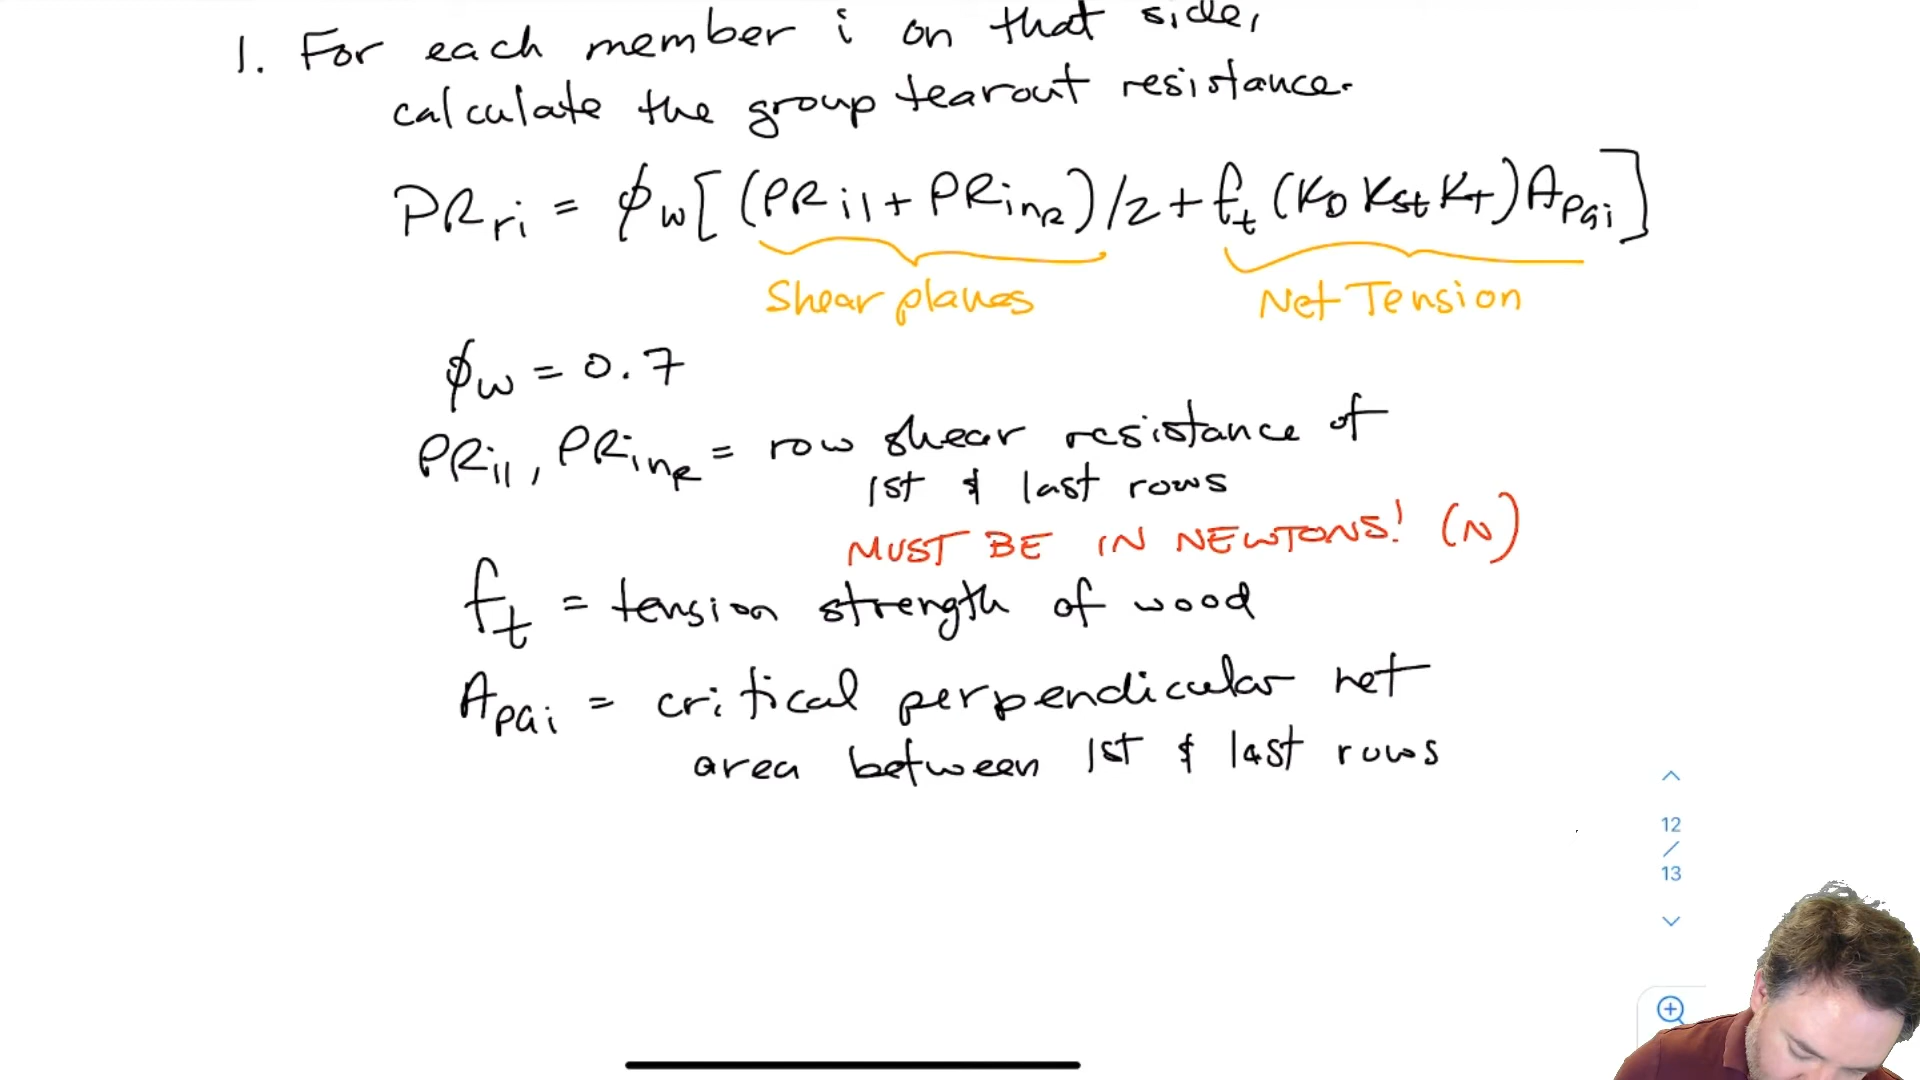 1. For each member i on that side,
calculate the group tearout resistance.
PRri = ϕw[(PRi1 + PRinR)/2 + ft (KD KSt KT) APGi]
Shear planes Net Tension
ϕw = 0.7
PRi1, PRinR = row shear resistance of
1st & last rows
MUST BE IN NEWTONS! (N)
ft = tension strength of wood
APGi = critical perpendicular net
area between 1st & last rows
12
/
13